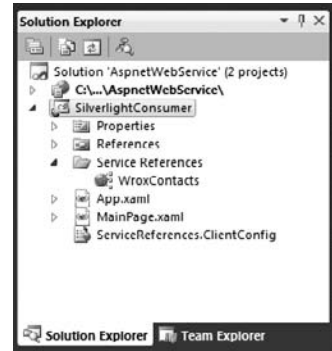 Solution Explorer
Solution 'AspnetWebService' (2 projects)
C:\...\AspnetWebService\
SilverlightConsumer
Properties
References
Service References
WroxContacts
App.xaml
MainPage.xaml
ServiceReferences.ClientConfig
Solution Explorer Team Explorer